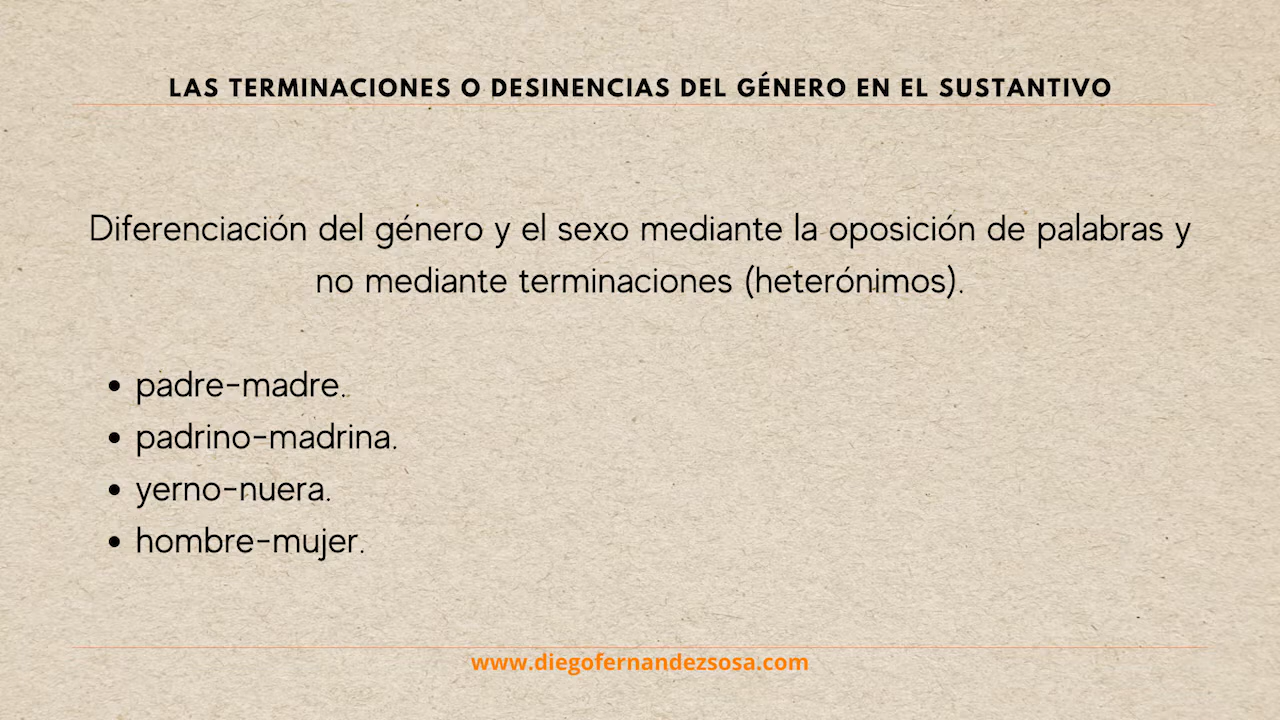 LAS TERMINACIONES O DESINENCIAS DEL GÉNERO EN EL SUSTANTIVO
Diferenciación del género y el sexo mediante la oposición de palabras y
no mediante terminaciones (heterónimos).
• padre-madre.
• padrino-madrina.
• yerno-nuera.
• hombre-mujer.
www.diegofernandezsosa.com